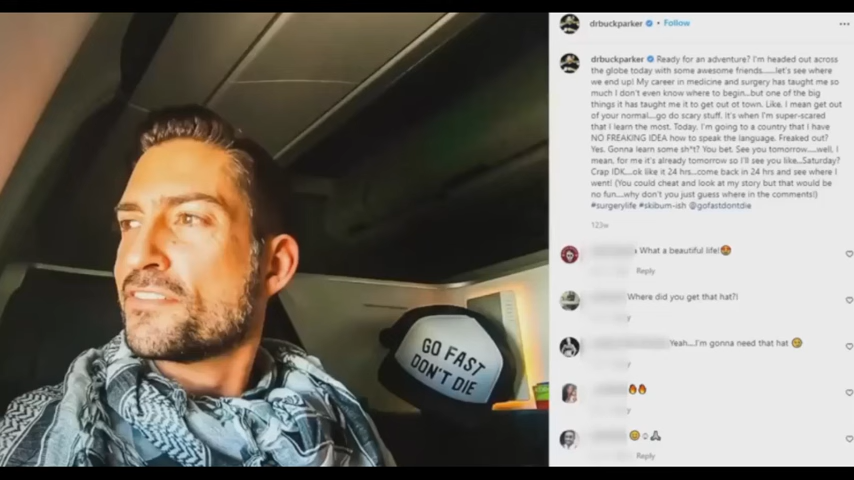 GO FAST
DON'T DIE
drbuckparker • Follow
drbuckparker Ready for an adventure? I'm headed out across
the globe today with some awesome friends......let's see where
we end up! My career in medicine and surgery has taught me so
much I don't even know where to begin...but one of the big
things it has taught me it to get out ot town. Like, I mean get out
of your normal....go do scary stuff. It's when I'm super-scared
that I learn the most. Today, I'm going to a country that I have
NO FREAKING IDEA how to speak the language. Freaked out?
Yes. Gonna learn some sh*t? You bet. See you tomorrow.....well, I
mean, for me it's already tomorrow so I'll see you like...Saturday?
Crap IDK....ok like it 24 hrs...come back in 24 hrs and see where I
went! (You could cheat and look at my story but that would be
no fun....why don't you just guess where in the comments!)
#surgerylife #skibum-ish @gofastdontdie
123w
What a beautiful life!😍
Reply
Where did you get that hat?!
Yeah....I'm gonna need that hat
🔥🔥
Reply